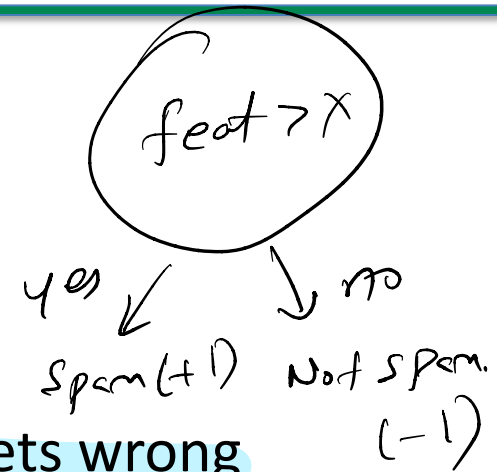 feat > X
yes no
Spam (+1) Not spam.
(-1)
ets wrong